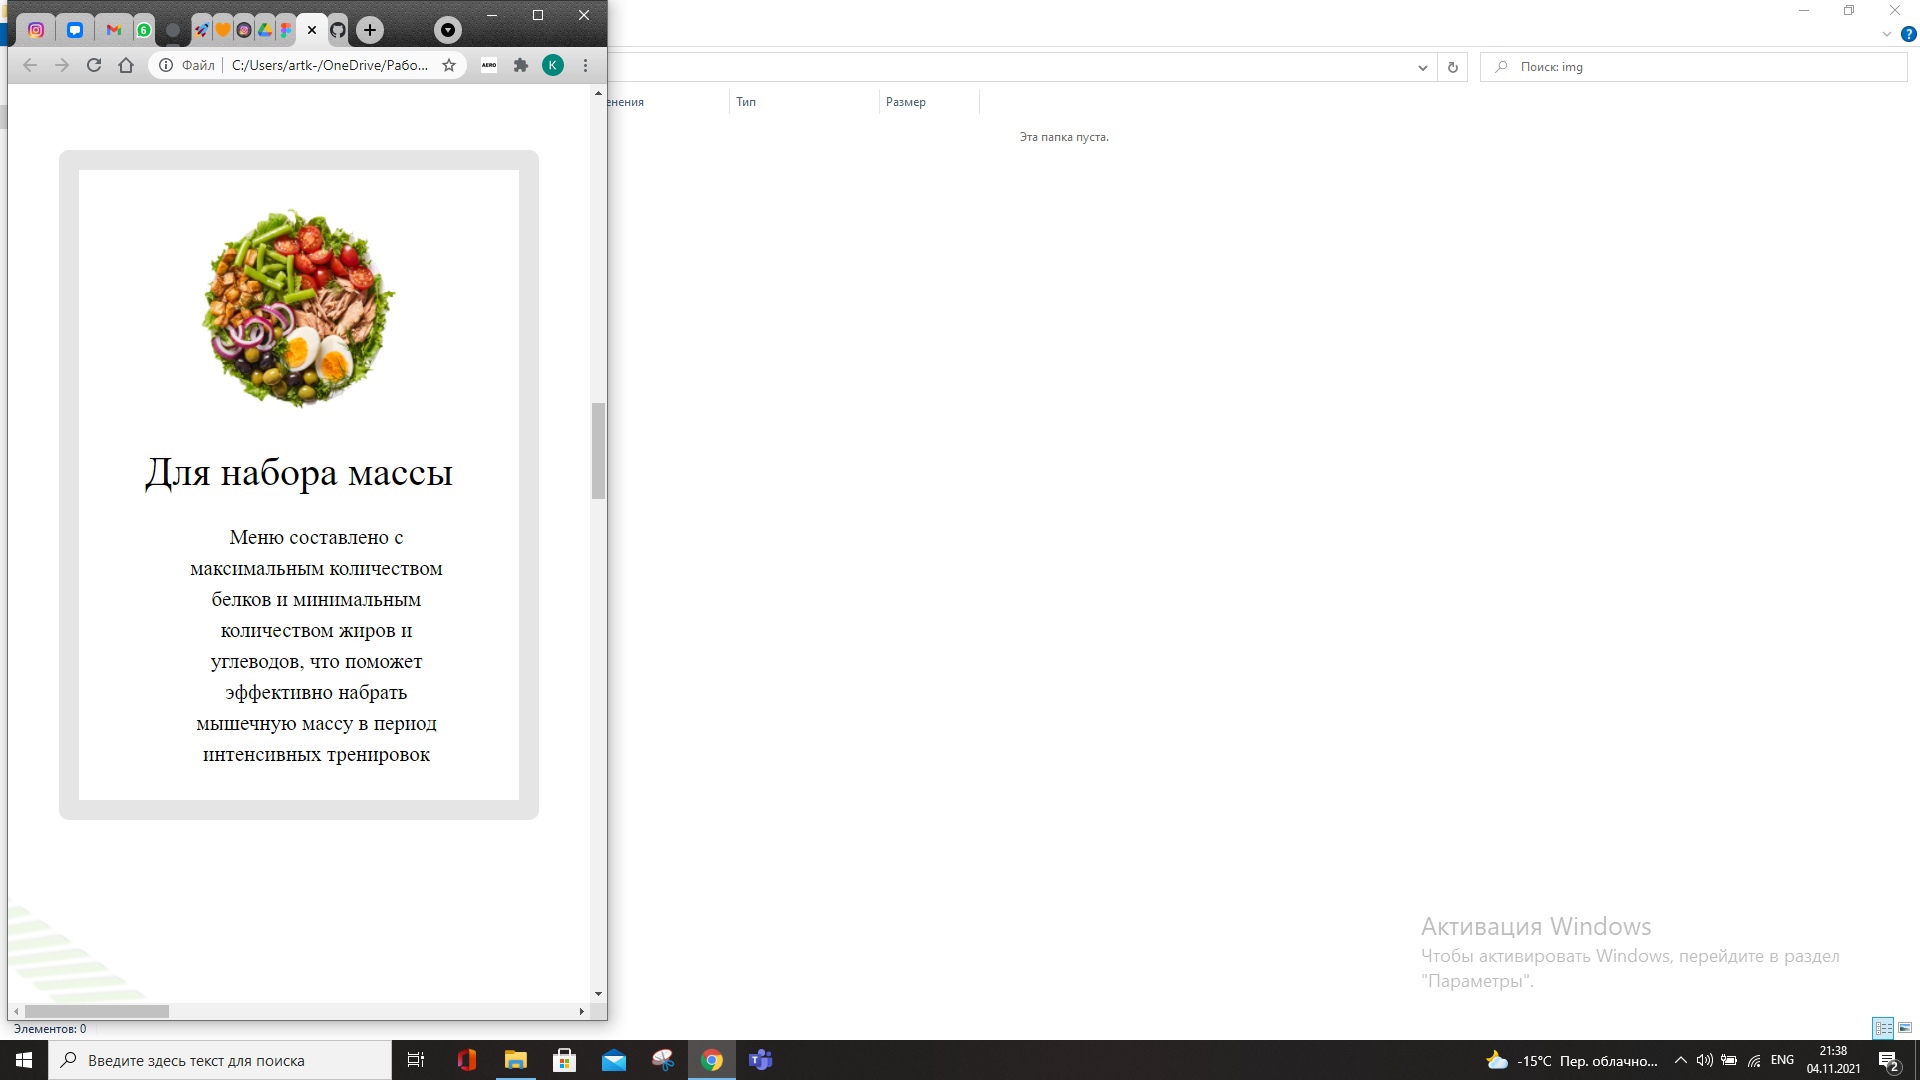 6
Файл
C:/Users/artk-/OneDrive/Рабо...
AERO
K
Поиск: img
?
енения
Тип
Размер
Эта папка пуста.
Для набора массы
Меню составлено с
максимальным количеством
белков и минимальным
количеством жиров и
углеводов, что поможет
эффективно набрать
мышечную массу в период
интенсивных тренировок
Активация Windows
Чтобы активировать Windows, перейдите в раздел
"Параметры".
Элементов: 0
Введите здесь текст для поиска
-15°C Пер. облачно...
ENG
21:38
04.11.2021
2